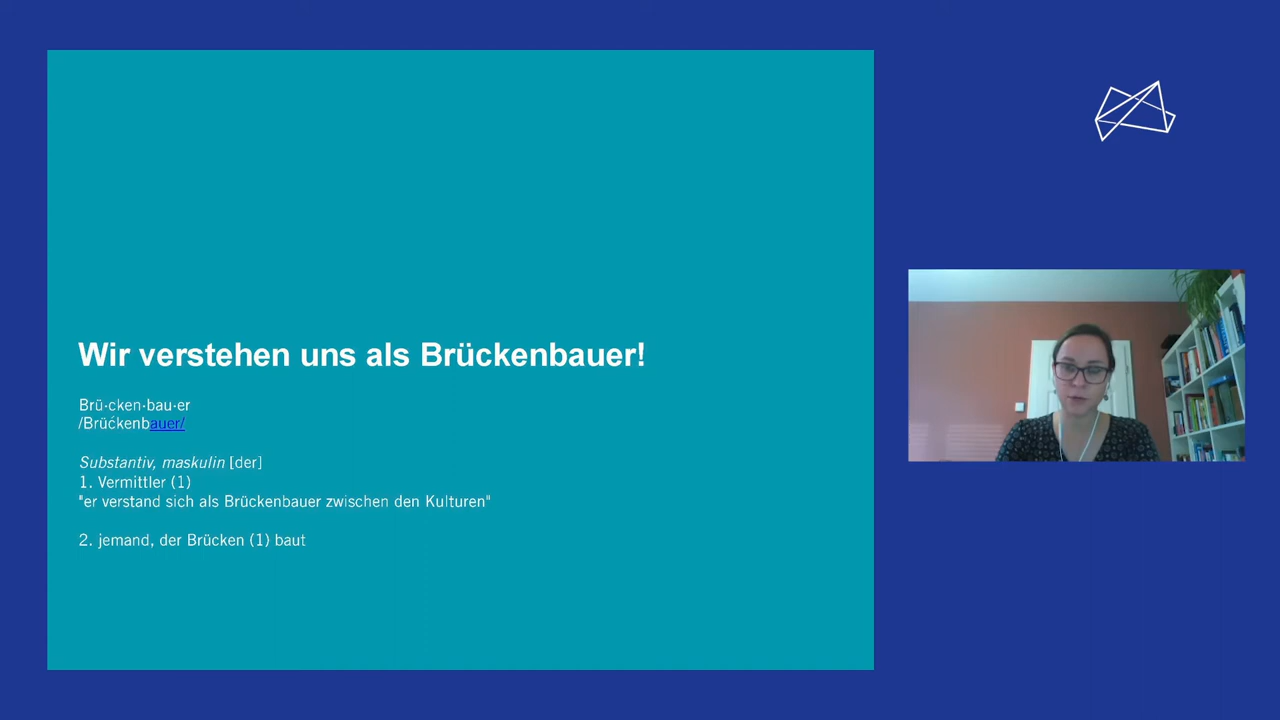 Wir verstehen uns als Brückenbauer!
Brü·cken·bau·er
/Brüćkenbauer/
Substantiv, maskulin [der]
1. Vermittler (1)
"er verstand sich als Brückenbauer zwischen den Kulturen"
2. jemand, der Brücken (1) baut